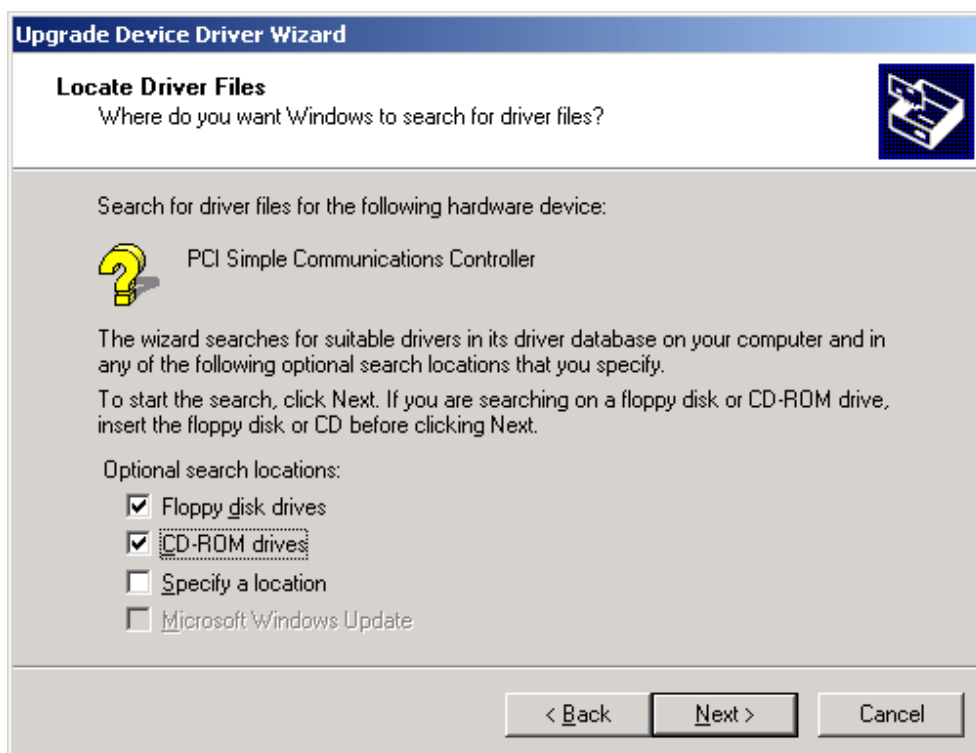 Upgrade Device Driver Wizard
Locate Driver Files
Where do you want Windows to search for driver files?
Search for driver files for the following hardware device:
PCI Simple Communications Controller
The wizard searches for suitable drivers in its driver database on your computer and in
any of the following optional search locations that you specify.
To start the search, click Next. If you are searching on a floppy disk or CD-ROM drive,
insert the floppy disk or CD before clicking Next.
Optional search locations:
Floppy disk drives
CD-ROM drives
Specify a location
Microsoft Windows Update
< Back Next > Cancel